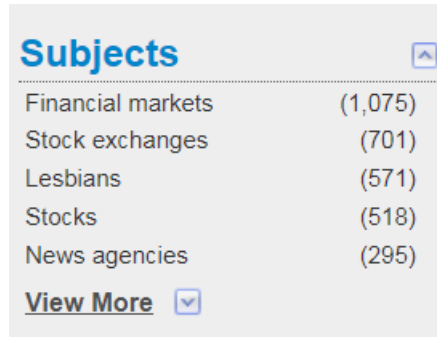 Subjects
Financial markets (1,075)
Stock exchanges (701)
Lesbians (571)
Stocks (518)
News agencies (295)
View More